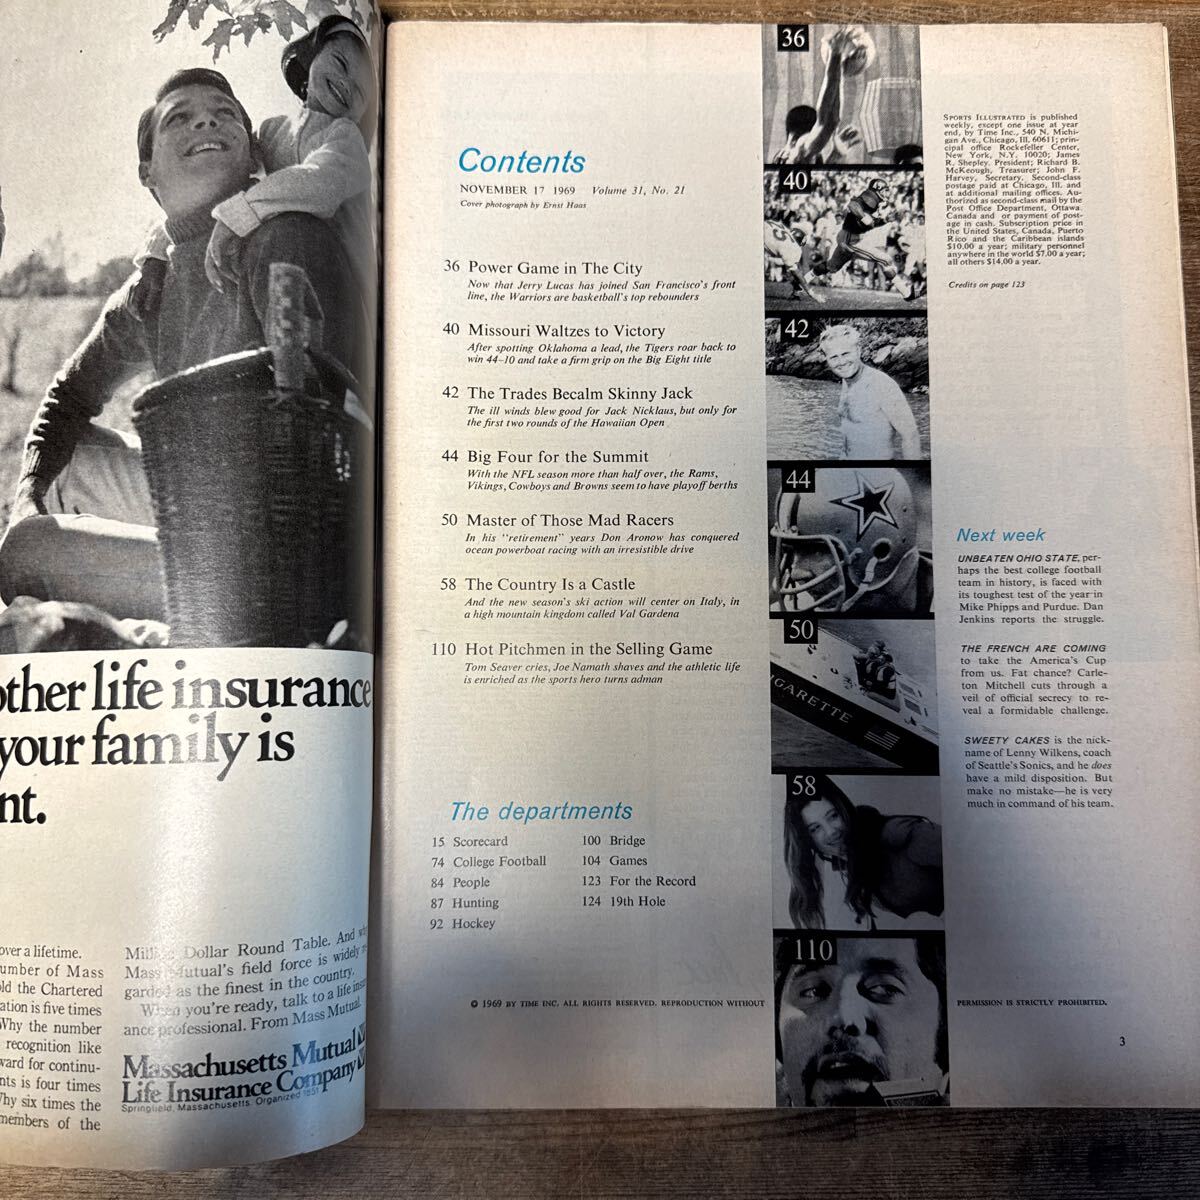 other life insurance
your family is
nt.
over a lifetime.
umber of Mass
ld the Chartered
ation is five times
Why the number
recognition like
ward for continu-
nts is four times
Why six times the
members of the
Million Dollar Round Table. And
Mass Mutual's field force is widely re-
garded as the finest in the country.
When you're ready, talk to a life insur-
ance professional. From Mass Mutual.
Massachusetts Mutual
Life Insurance Company
Springfield, Massachusetts. Organized 1851
Contents
NOVEMBER 17 1969 Volume 31, No. 21
Cover photograph by Ernst Haas
36 Power Game in The City
Now that Jerry Lucas has joined San Francisco's front
line, the Warriors are basketball's top rebounders
40 Missouri Waltzes to Victory
After spotting Oklahoma a lead, the Tigers roar back to
win 44–10 and take a firm grip on the Big Eight title
42 The Trades Becalm Skinny Jack
The ill winds blew good for Jack Nicklaus, but only for
the first two rounds of the Hawaiian Open
44 Big Four for the Summit
With the NFL season more than half over, the Rams,
Vikings, Cowboys and Browns seem to have playoff berths
50 Master of Those Mad Racers
In his "retirement" years Don Aronow has conquered
ocean powerboat racing with an irresistible drive
58 The Country Is a Castle
And the new season's ski action will center on Italy, in
a high mountain kingdom called Val Gardena
110 Hot Pitchmen in the Selling Game
Tom Seaver cries, Joe Namath shaves and the athletic life
is enriched as the sports hero turns adman
The departments
15 Scorecard
74 College Football
84 People
87 Hunting
92 Hockey
100 Bridge
104 Games
123 For the Record
124 19th Hole
© 1969 BY TIME INC. ALL RIGHTS RESERVED. REPRODUCTION WITHOUT PERMISSION IS STRICTLY PROHIBITED.
36
40
42
44
50
GARETTE
58
110
SPORTS ILLUSTRATED is published
weekly, except one issue at year
end, by Time Inc., 540 N. Michi-
gan Ave., Chicago, Ill. 60611; prin-
cipal office Rockefeller Center,
New York, N.Y. 10020; James
R. Shepley, President; Richard B.
McKeough, Treasurer; John F.
Harvey, Secretary. Second-class
postage paid at Chicago, Ill. and
at additional mailing offices. Au-
thorized as second-class mail by the
Post Office Department, Ottawa,
Canada and or payment of post-
age in cash. Subscription price in
the United States, Canada, Puerto
Rico and the Caribbean islands
$10.00 a year; military personnel
anywhere in the world $7.00 a year;
all others $14.00 a year.
Credits on page 123
Next week
UNBEATEN OHIO STATE, per-
haps the best college football
team in history, is faced with
its toughest test of the year in
Mike Phipps and Purdue. Dan
Jenkins reports the struggle.
THE FRENCH ARE COMING
to take the America's Cup
from us. Fat chance? Carle-
ton Mitchell cuts through a
veil of official secrecy to re-
veal a formidable challenge.
SWEETY CAKES is the nick-
name of Lenny Wilkens, coach
of Seattle's Sonics, and he does
have a mild disposition. But
make no mistake—he is very
much in command of his team.
3